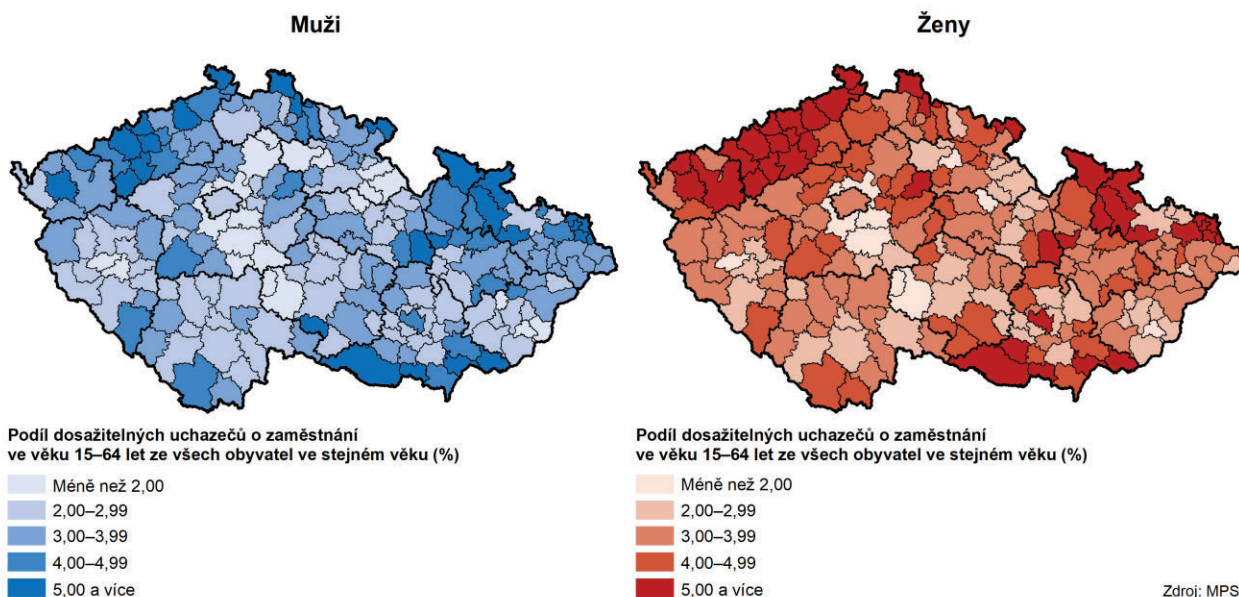 Muži
Ženy
Podíl dosažitelných uchazečů o zaměstnání
ve věku 15–64 let ze všech obyvatel ve stejném věku (%)
Méně než 2,00
2,00–2,99
3,00–3,99
4,00–4,99
5,00 a více
Podíl dosažitelných uchazečů o zaměstnání
ve věku 15–64 let ze všech obyvatel ve stejném věku (%)
Méně než 2,00
2,00–2,99
3,00–3,99
4,00–4,99
5,00 a více
Zdroj: MPS